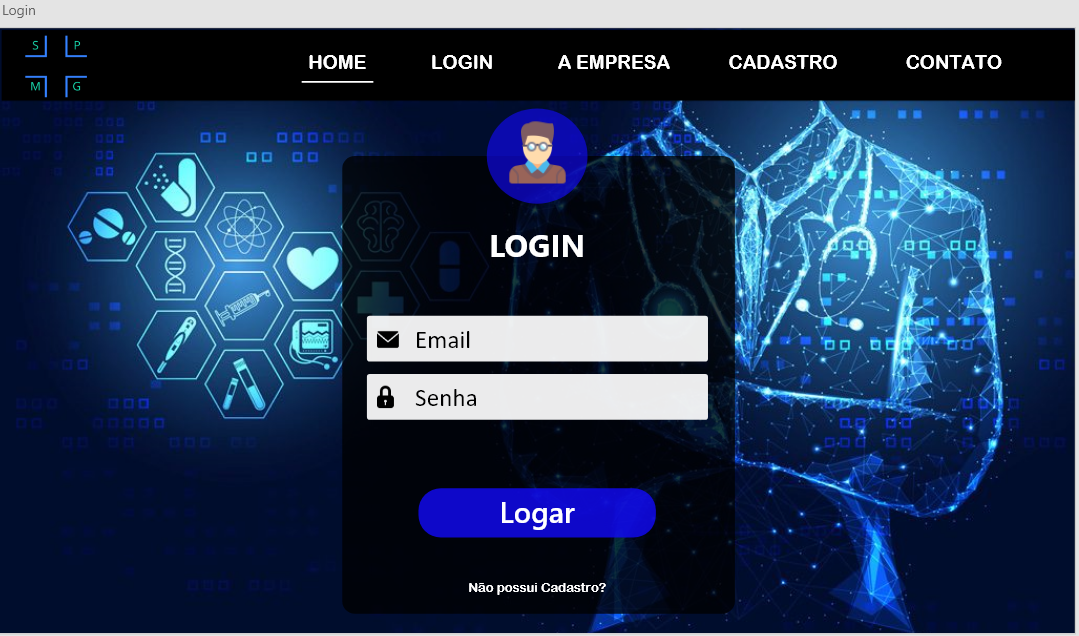 Login
S P
M G
HOME LOGIN A EMPRESA CADASTRO CONTATO
LOGIN
Email
Senha
Logar
Não possui Cadastro?